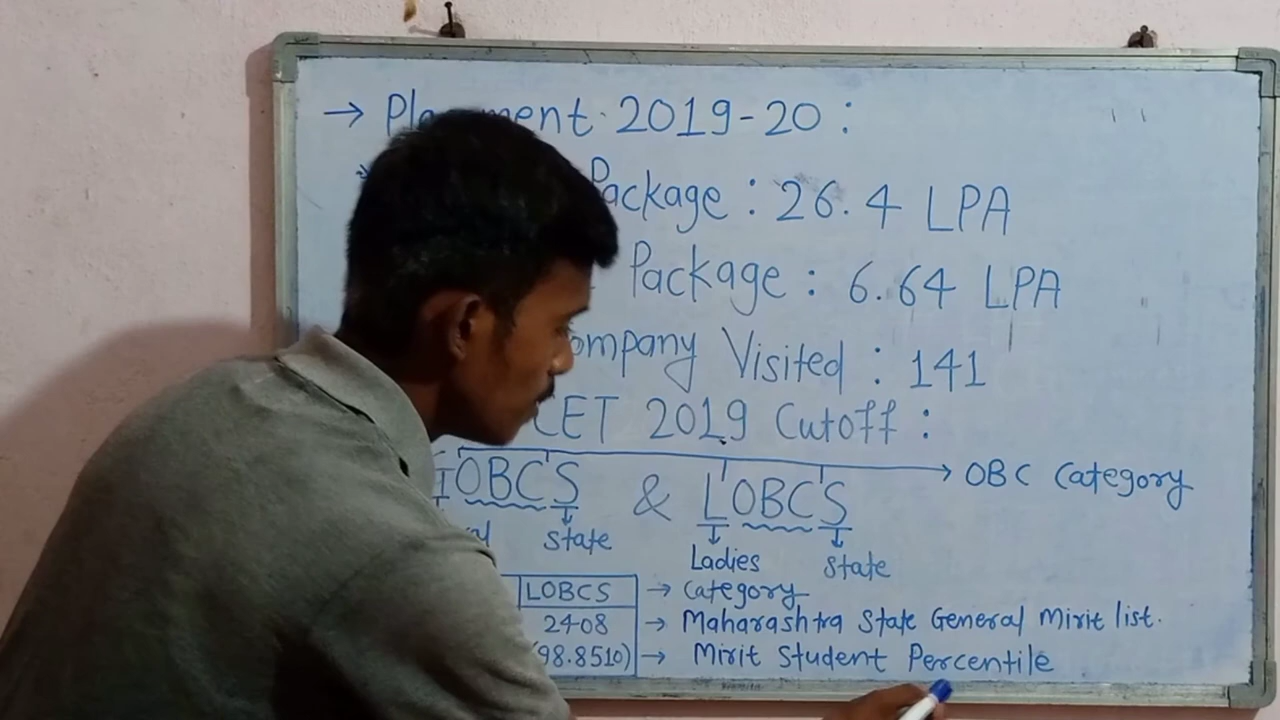 → Placement 2019-20 :
Package : 26.4 LPA
Package : 6.64 LPA
Company Visited : 141
CET 2019 Cutoff :
GOBCS & LOBCS → OBC Category
State Ladies State
LOBCS → Category
2408 → Maharashtra State General Mirit list.
(98.8510) → Mirit Student Percentile